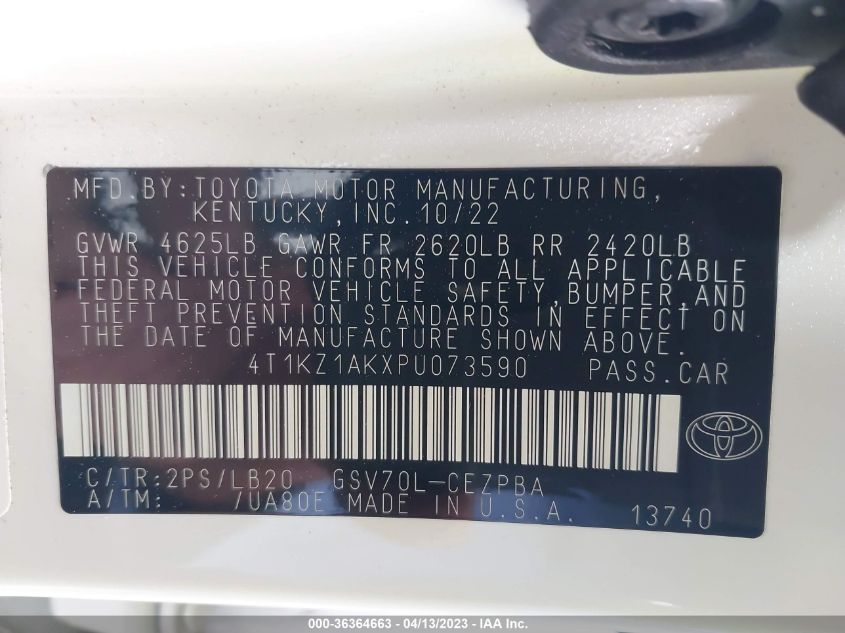 MFD.BY:TOYOTA MOTOR MANUFACTURING,
KENTUCKY,INC.10/22
GVWR 4625LB GAWR FR 2620LB RR 2420LB
THIS VEHICLE CONFORMS TO ALL APPLICABLE
FEDERAL MOTOR VEHICLE SAFETY,BUMPER,AND
THEFT PREVENTION STANDARDS IN EFFECT ON
THE DATE OF MANUFACTURE SHOWN ABOVE.
4T1KZ1AKXPU073590 PASS.CAR
C/TR:2PS/LB20 GSV70L-CEZPBA
A/TM: /UA80E MADE IN U.S.A. 13740
000-36364663 - 04/13/2023 - IAA Inc.